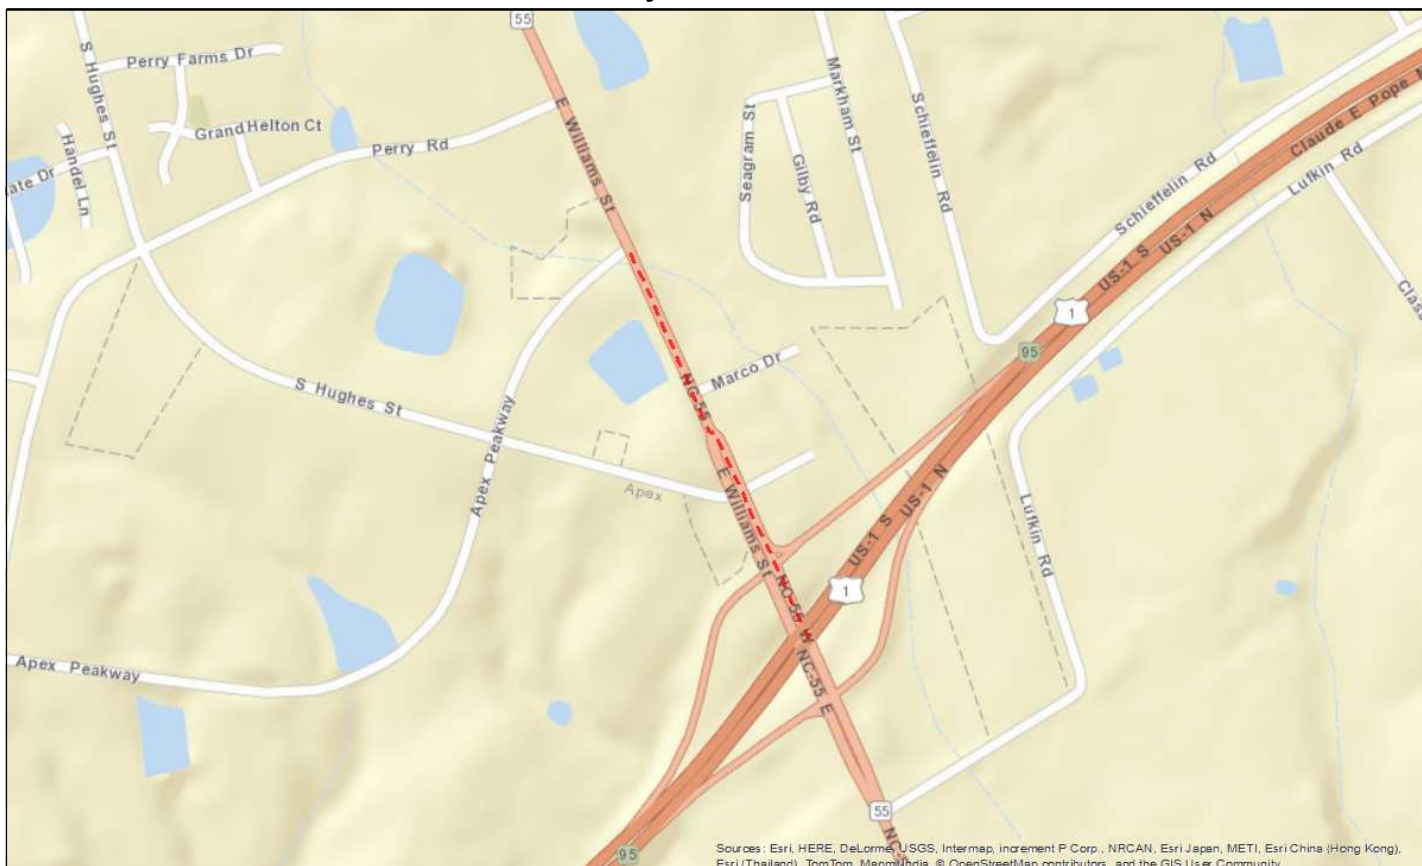 55
S Hughes St
Perry Farms Dr
Grand Helton Ct
Handel Ln
ate Dr
Perry Rd
E Williams St
Seagram St
Gilby Rd
Markham St
Schieffelin Rd
Schieffelin Rd
Claude E Pope
Lufkin Rd
US-1 S
US-1 N
1
95
Clas
S Hughes St
Apex Peakway
NC-55
Marco Dr
Apex
E Williams St
US-1 S
US-1 N
1
NC-55 W
NC-55 E
Lufkin Rd
Apex Peakway
55
95
Sources: Esri, HERE, DeLorme, USGS, Intermap, increment P Corp., NRCAN, Esri Japan, METI, Esri China (Hong Kong),
Esri (Thailand), TomTom, MapmyIndia, © OpenStreetMap contributors, and the GIS User Community